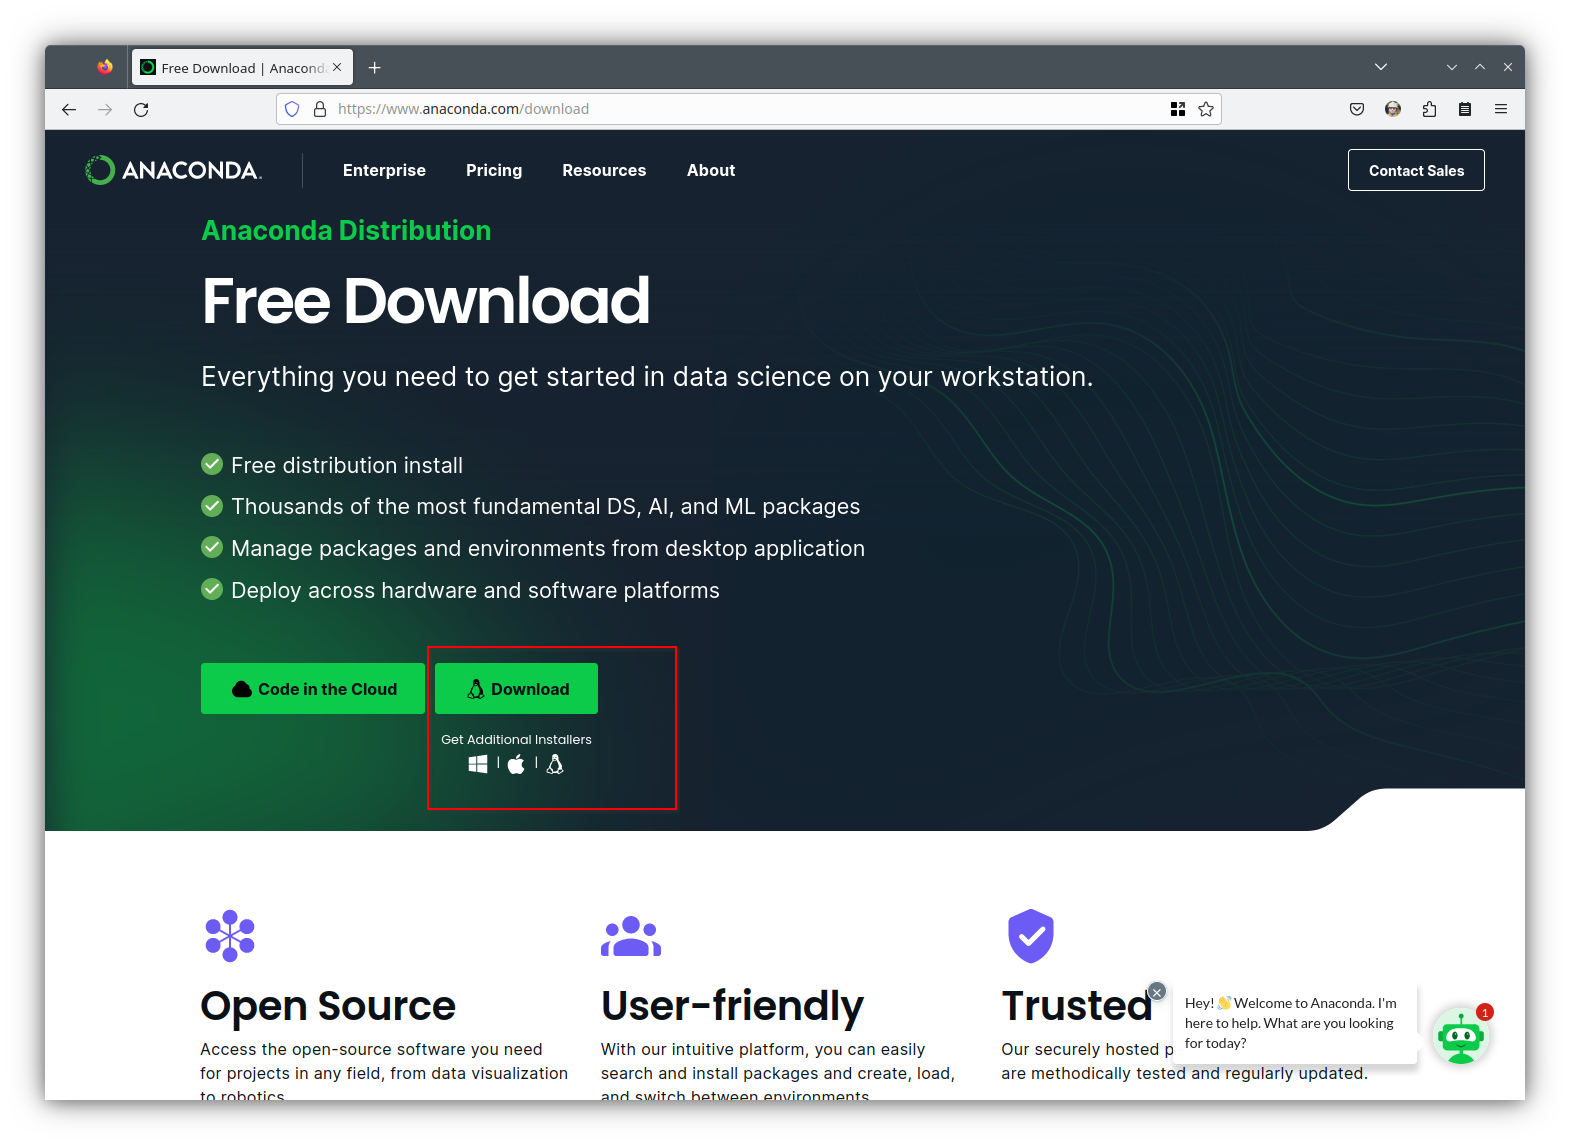 Free Download | Anacond
https://www.anaconda.com/download
ANACONDA.
Enterprise
Pricing
Resources
About
Contact Sales
Anaconda Distribution
Free Download
Everything you need to get started in data science on your workstation.
Free distribution install
Thousands of the most fundamental DS, AI, and ML packages
Manage packages and environments from desktop application
Deploy across hardware and software platforms
Code in the Cloud
Download
Get Additional Installers
Open Source
Access the open-source software you need
for projects in any field, from data visualization
to robotics
User-friendly
With our intuitive platform, you can easily
search and install packages and create, load,
and switch between environments
Trusted
Our securely hosted p
are methodically tested and regularly updated.
Hey! 👋 Welcome to Anaconda. I'm
here to help. What are you looking
for today?
1